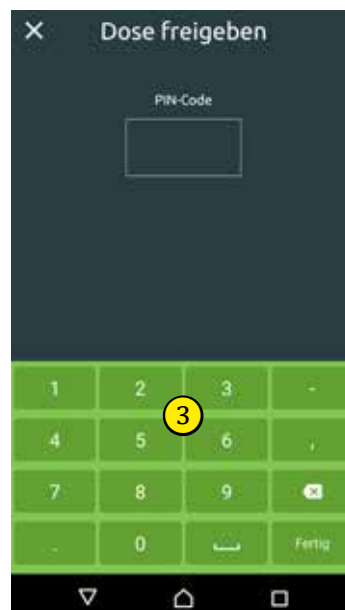 × Dose freigeben
PIN-Code
1 2 3 -
3
4 5 6 ,
7 8 9
. 0 Fertig